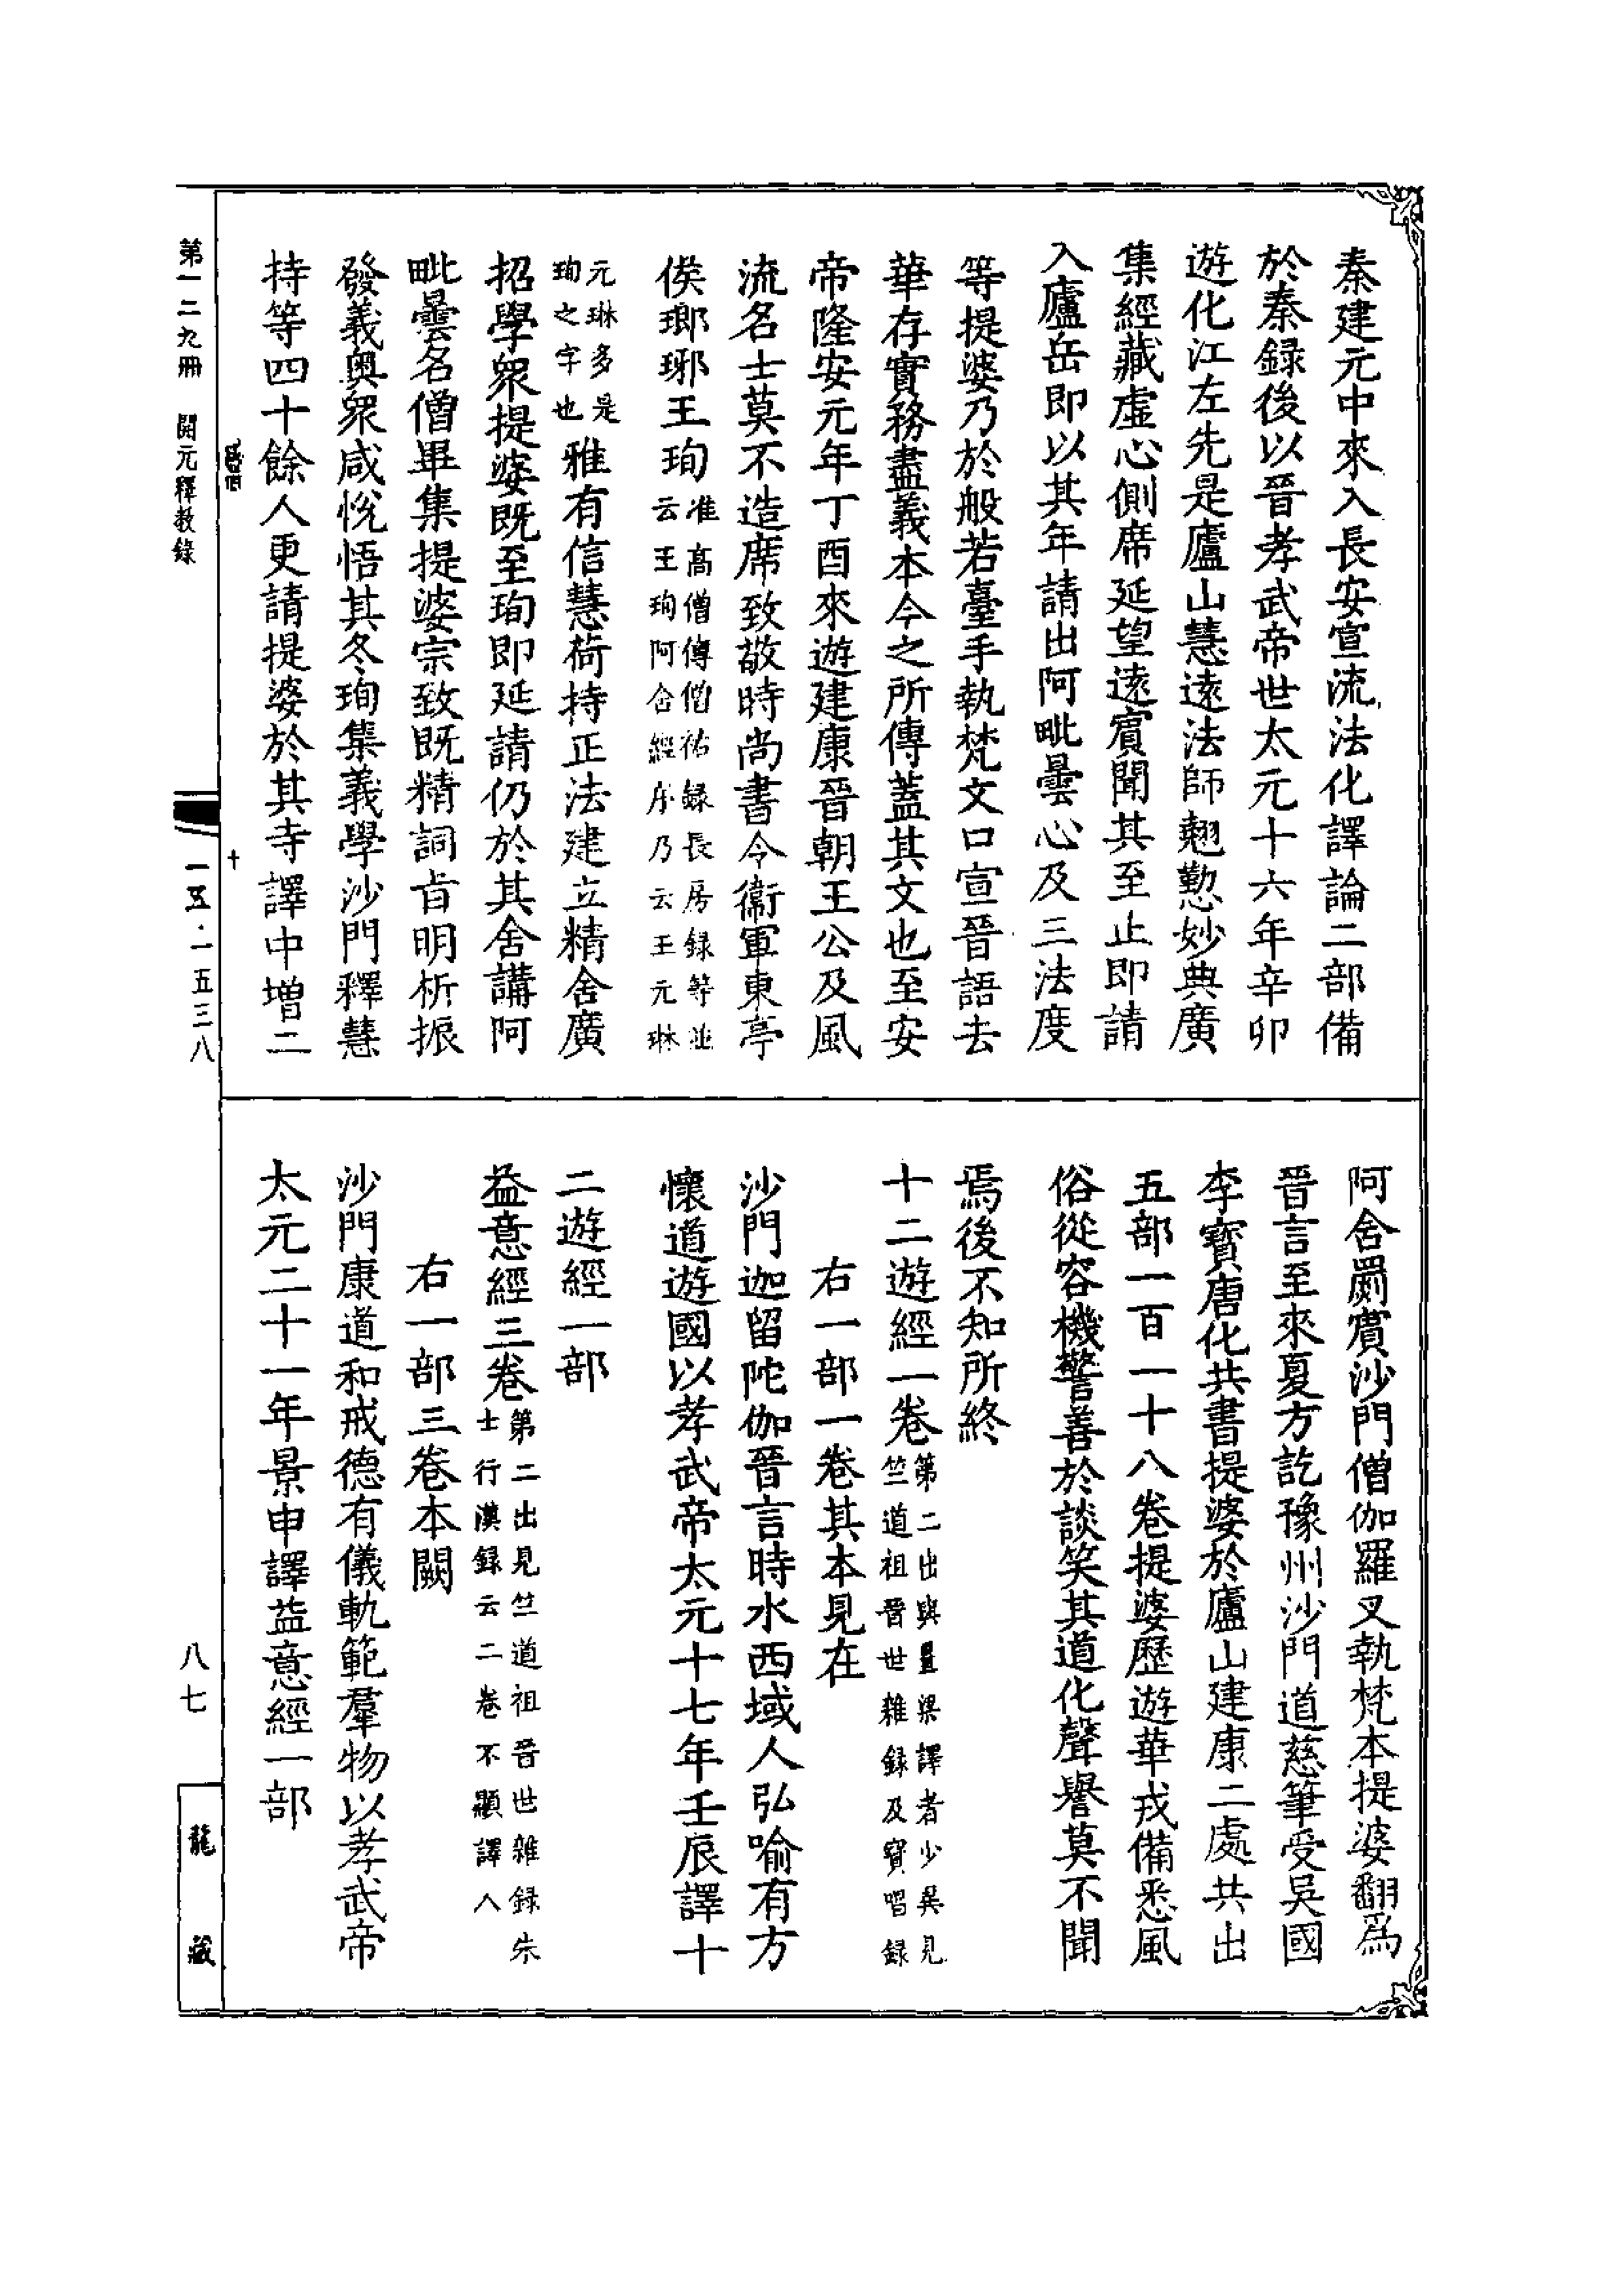 秦建元中來入長安宣流法化譯論二部備
於秦録後以晉孝武帝世太元十六年辛卯
遊化江左先是廬山慧遠法師翹懃妙典廣
集經藏虛心側席延望遠賓聞其至止即請
入廬岳即以其年請出阿毗曇心及三法度
等提婆乃於般若臺手執梵文口宣晉語去
華存實務盡義本今之所傳蓋其文也至安
帝隆安元年丁酉來遊建康晉朝王公及風
流名士莫不造席致敬時尚書令衞軍東亭
侯瑯琊王珣准高僧傳僧祐録長房録等並云王珣阿含經序乃云王元琳
元琳多是珣之字也雅有信慧荷持正法建立精舍廣
招學衆提婆既至珣即延請仍於其舍講阿
毗曇名僧畢集提婆宗致既精詞旨明析振
發義奥衆咸悅悟其冬珣集義學沙門釋慧
持等四十餘人更請提婆於其寺譯中增二
阿含罽賓沙門僧伽羅叉執梵本提婆翻爲
晉言至來夏方訖豫州沙門道慈筆受吳國
李寶唐化共書提婆於廬山建康二處共出
五部一百一十八卷提婆歷遊華戎備悉風
俗從容機警善於談笑其道化聲譽莫不聞
焉後不知所終
十二遊經一卷第二出與畺梁譯者少異見竺道祖晉世雜録及寳唱録
右一部一卷其本見在
沙門迦留陀伽晉言時水西域人弘喻有方
懷道遊國以孝武帝太元十七年壬辰譯十
二遊經一部
益意經三卷第二出見竺道祖晉世雜録朱士行漢録云二卷不顯譯人
右一部三卷本闕
沙門康道和戒德有儀軌範羣物以孝武帝
太元二十一年景申譯益意經一部
第一二九冊 開元釋教錄
十
一五·一五三八
八七
龍藏